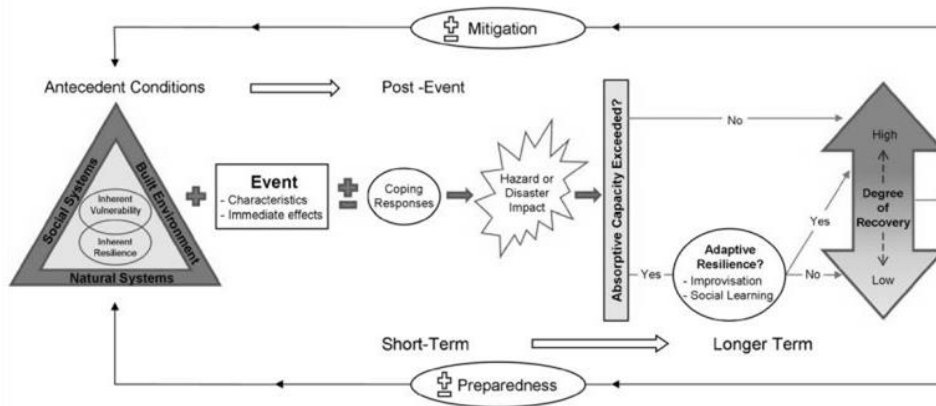 Mitigation
Antecedent Conditions
Post -Event
Social Systems
Built Environment
Natural Systems
Inherent
Vulnerability
Inherent
Resilience
Event
- Characteristics
- Immediate effects
Coping
Responses
Hazard or
Disaster
Impact
Absorptive Capacity Exceeded?
No
Yes
Adaptive
Resilience?
- Improvisation
- Social Learning
Yes
No
High
Degree of
Recovery
Low
Short-Term
Longer Term
Preparedness